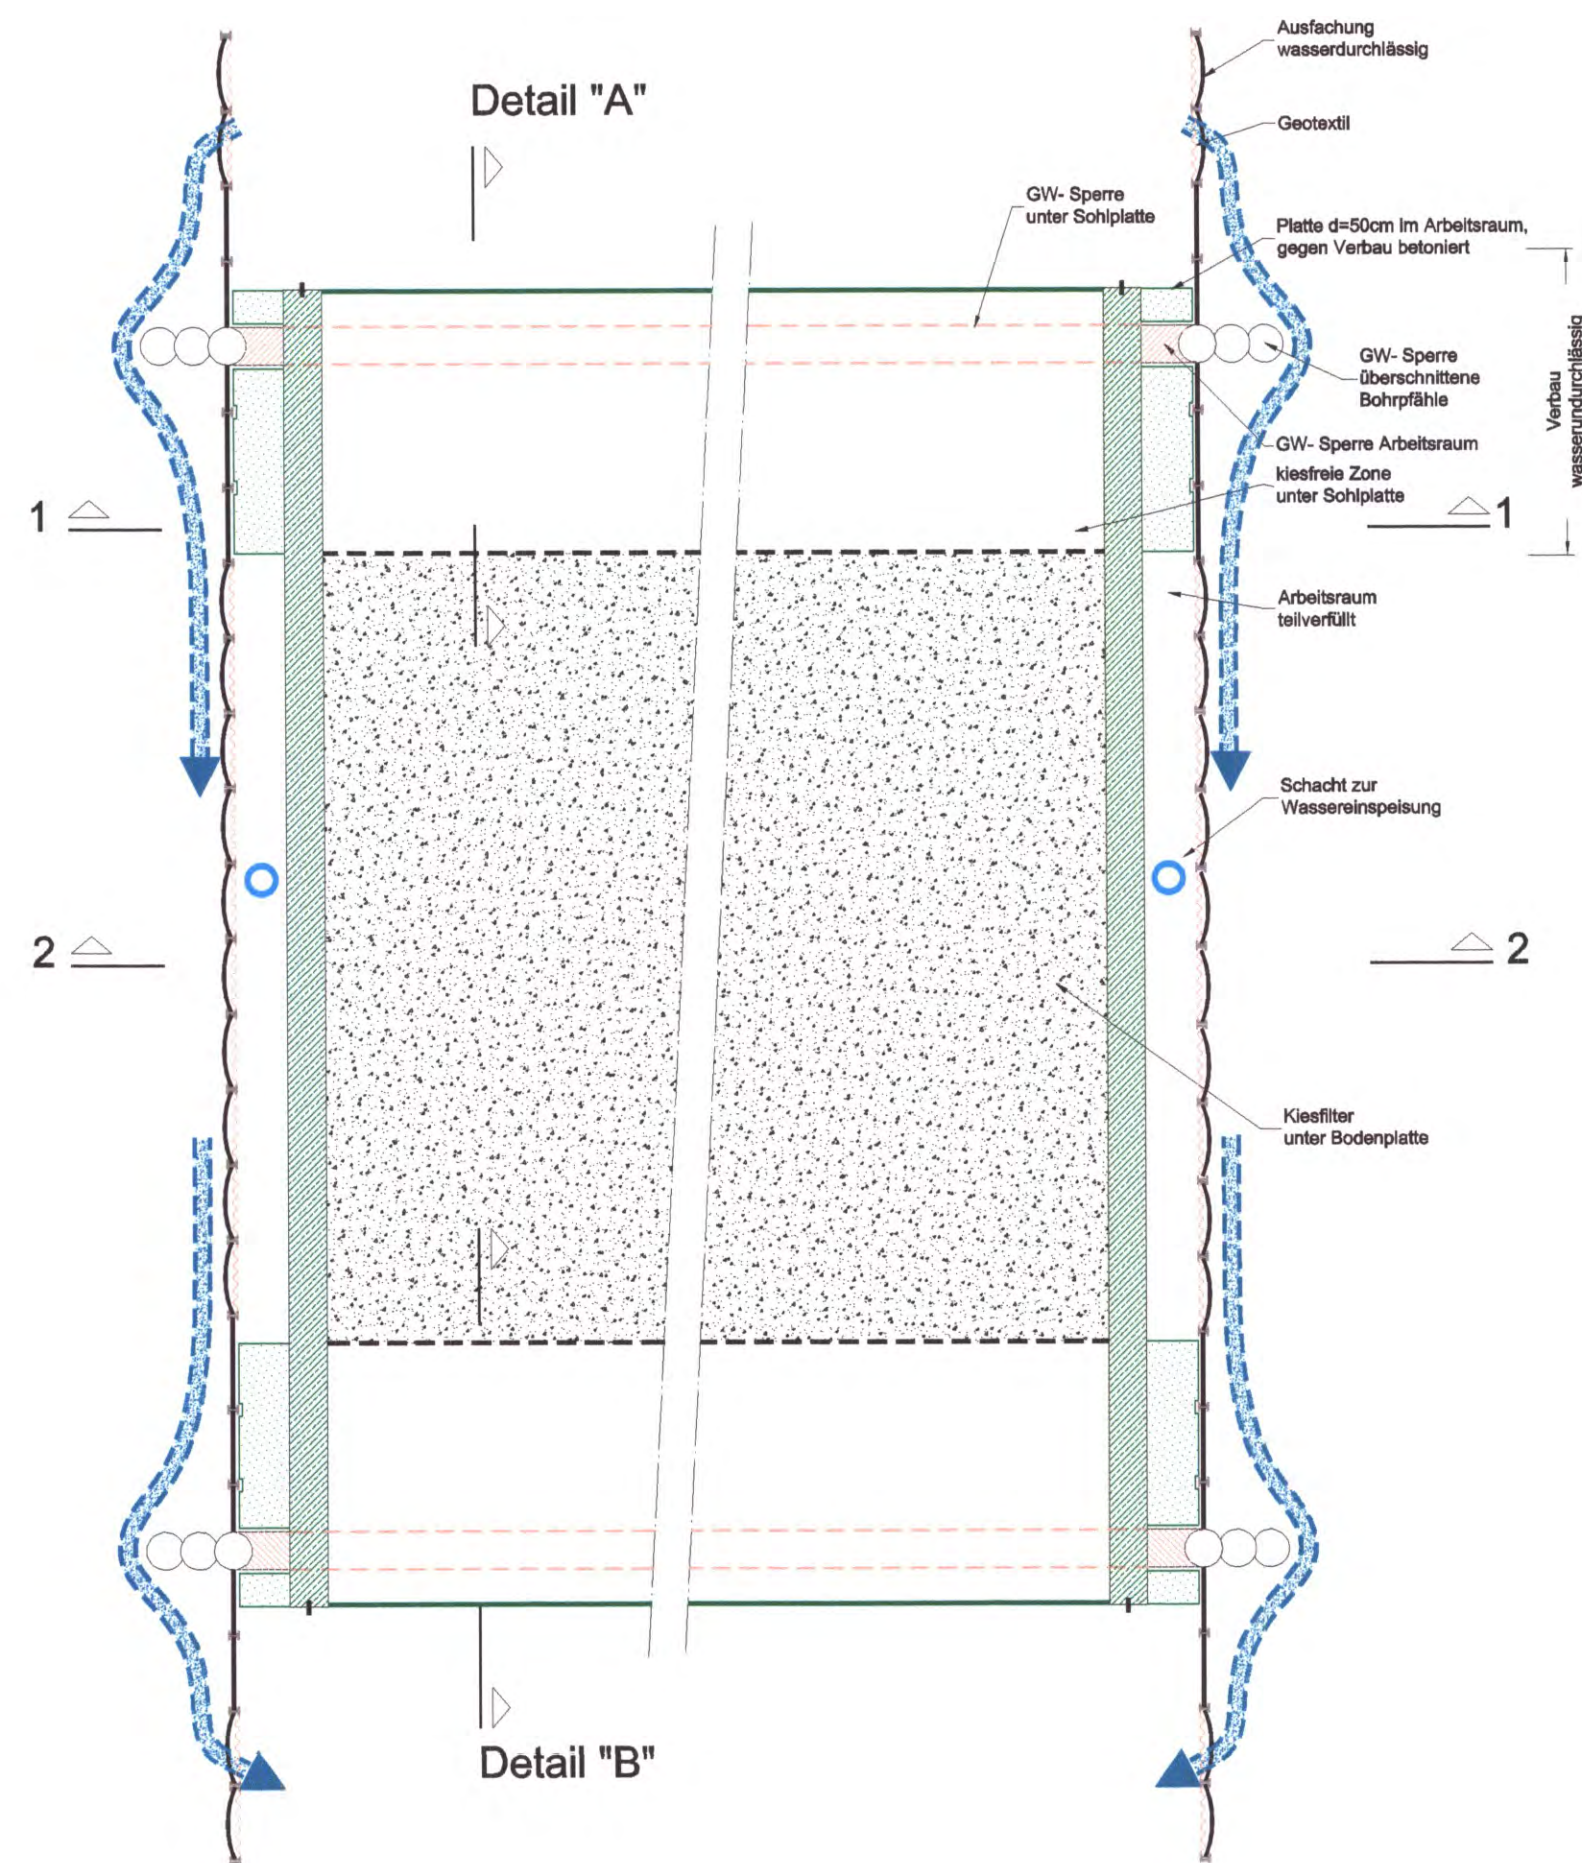 Ausfachung
wasserdurchlässig
Detail "A"
Geotextil
GW- Sperre
unter Sohlplatte
Platte d=50cm im Arbeitsraum,
gegen Verbau betoniert
Verbau
wasserundurchlässig
GW- Sperre
überschnittene
Bohrpfähle
GW- Sperre Arbeitsraum
kiesfreie Zone
unter Sohlplatte
1
1
Arbeitsraum
teilverfüllt
Schacht zur
Wassereinspeisung
2
2
Kiesfilter
unter Bodenplatte
Detail "B"